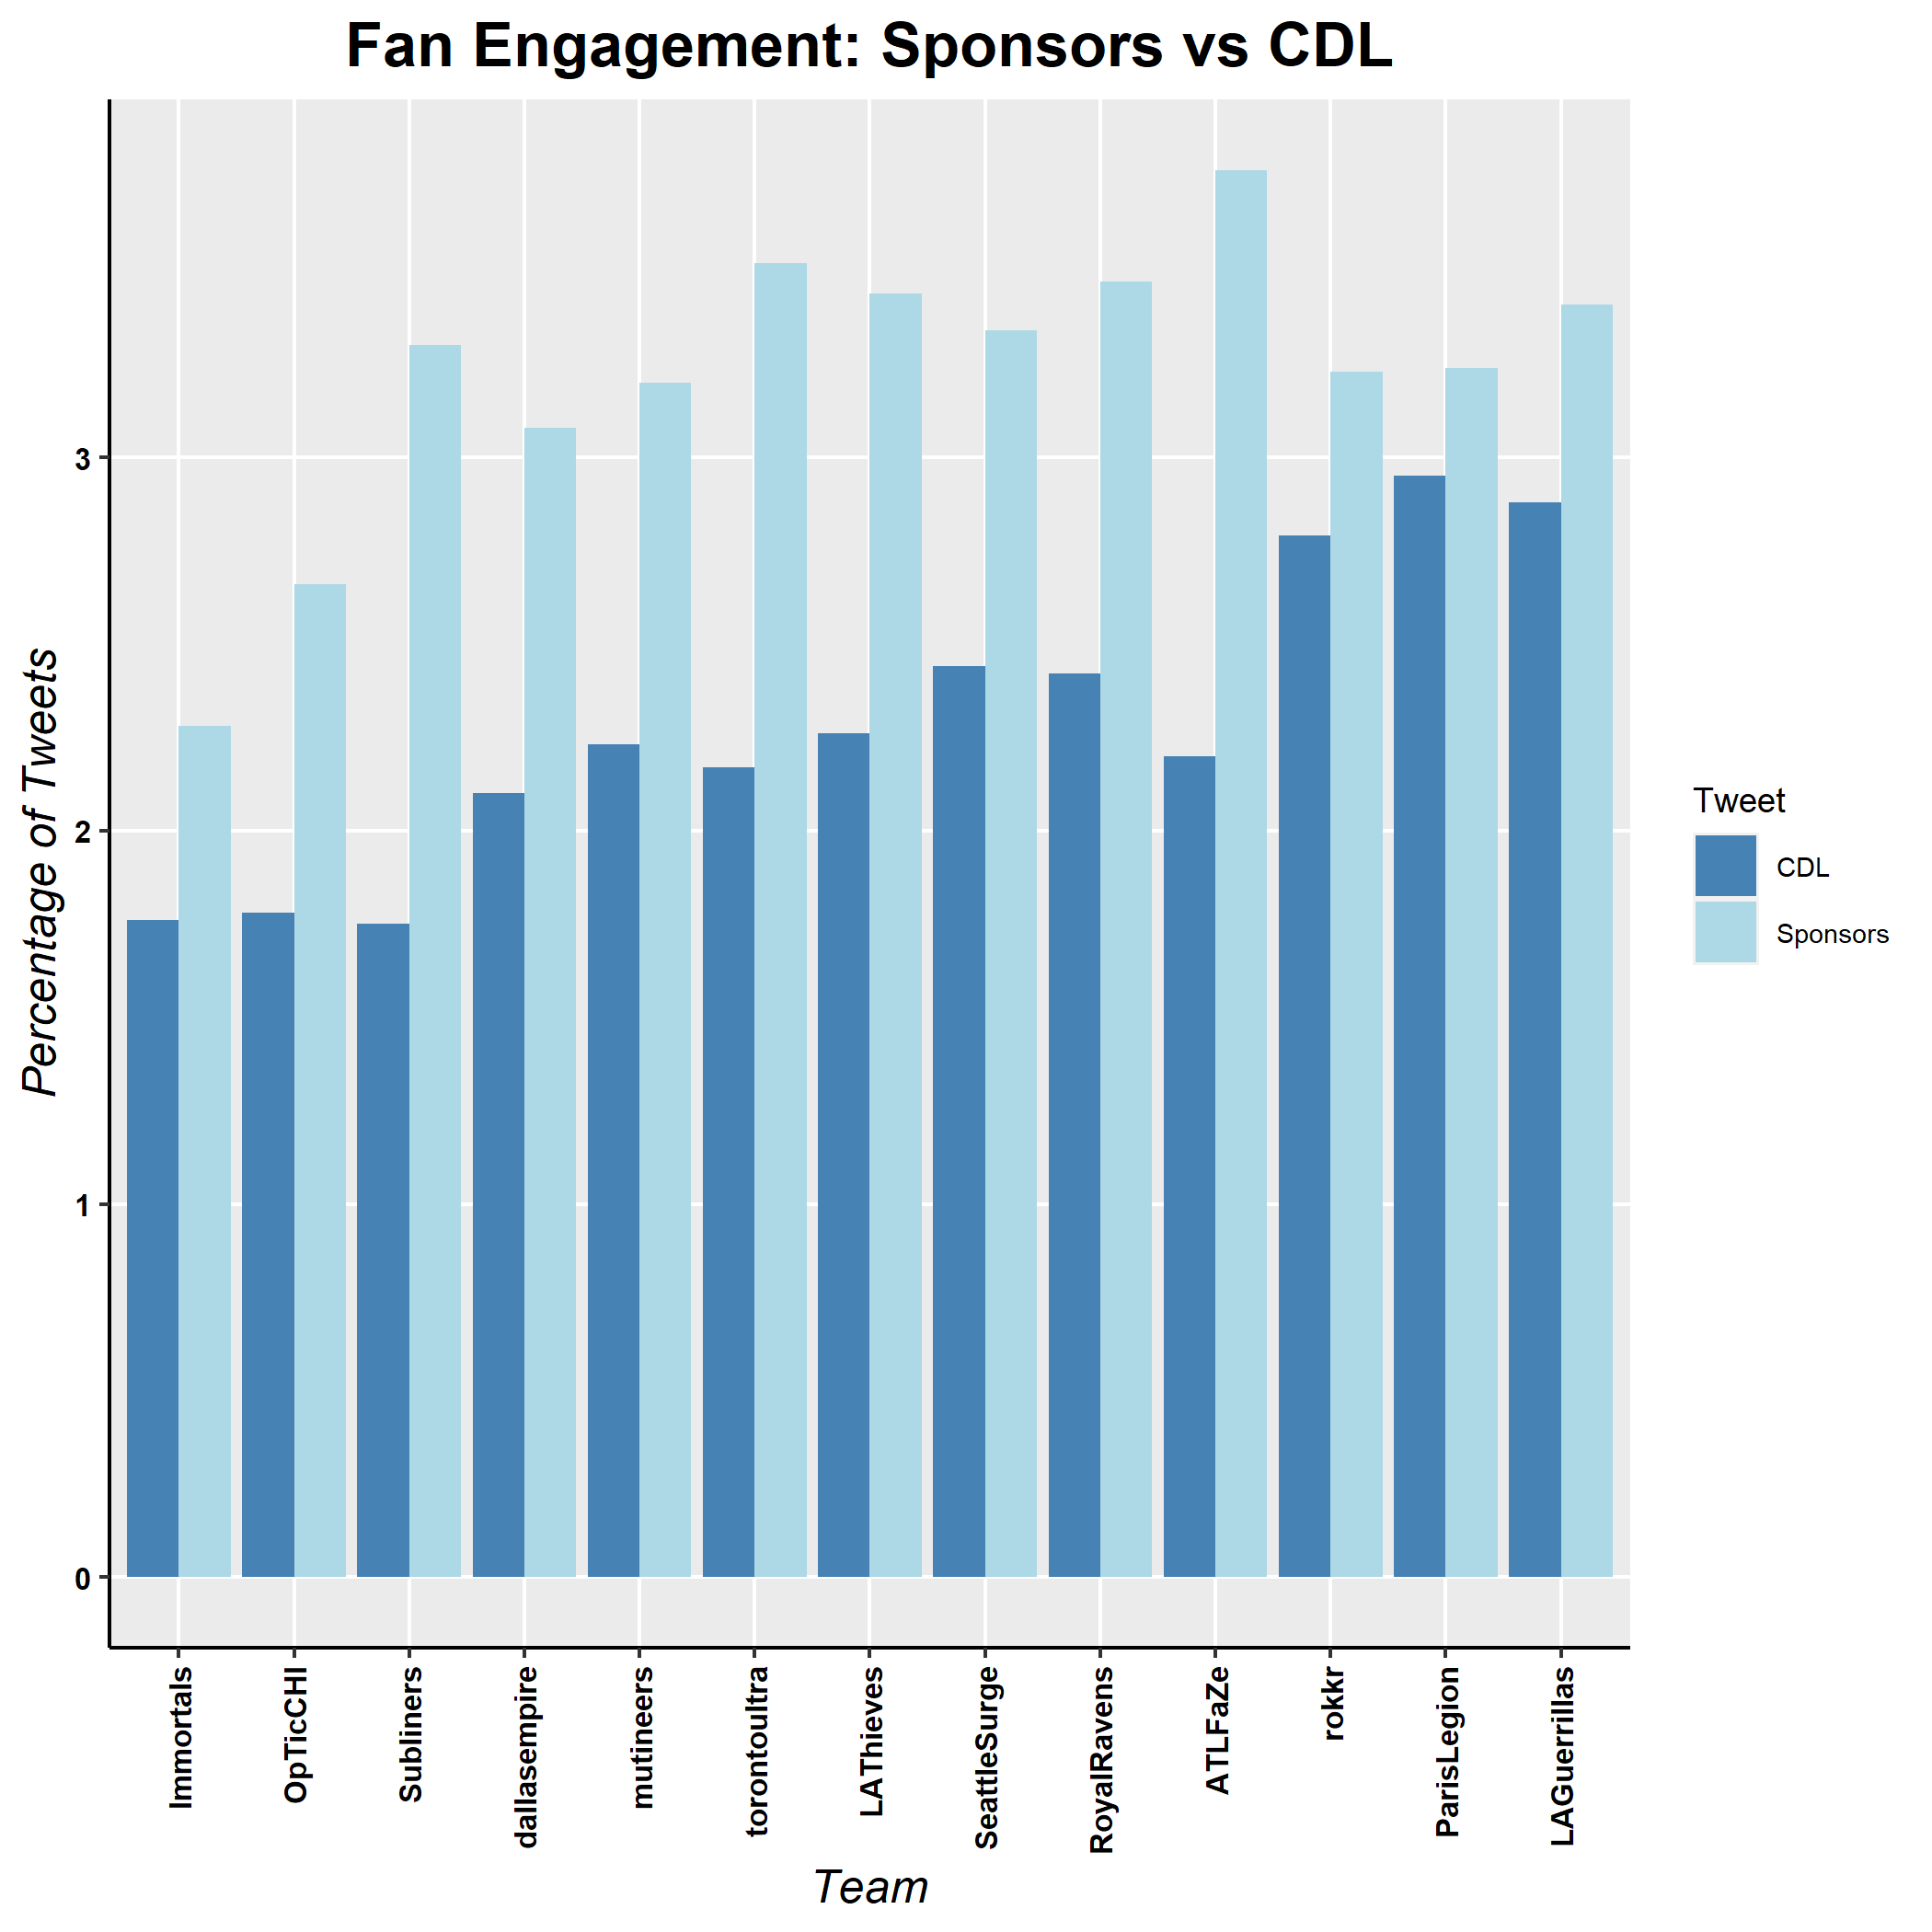 Fan Engagement: Sponsors vs CDL
Percentage of Tweets
3
2
1
0
Immortals
OpTicCHI
Subliners
dallasempire
mutineers
torontoultra
LAThieves
SeattleSurge
RoyalRavens
ATLFaZe
rokkr
ParisLegion
LAGuerrillas
Team
Tweet
CDL
Sponsors